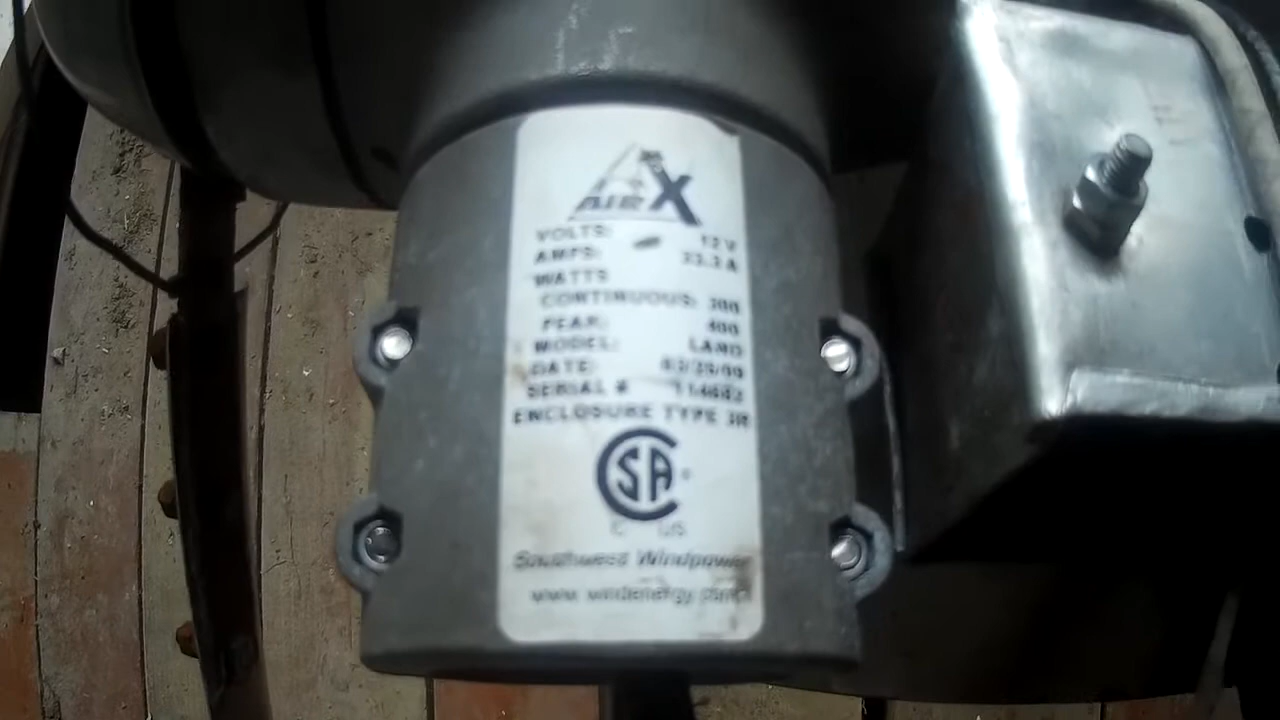 AIR X
VOLTS: 12 V
AMPS: 33.3 A
WATTS
CONTINUOUS: 300
PEAK: 400
MODEL: LAND
DATE:
SERIAL #
ENCLOSURE TYPE 3R
CSA
C US
Southwest Windpower
www.windenergy.com